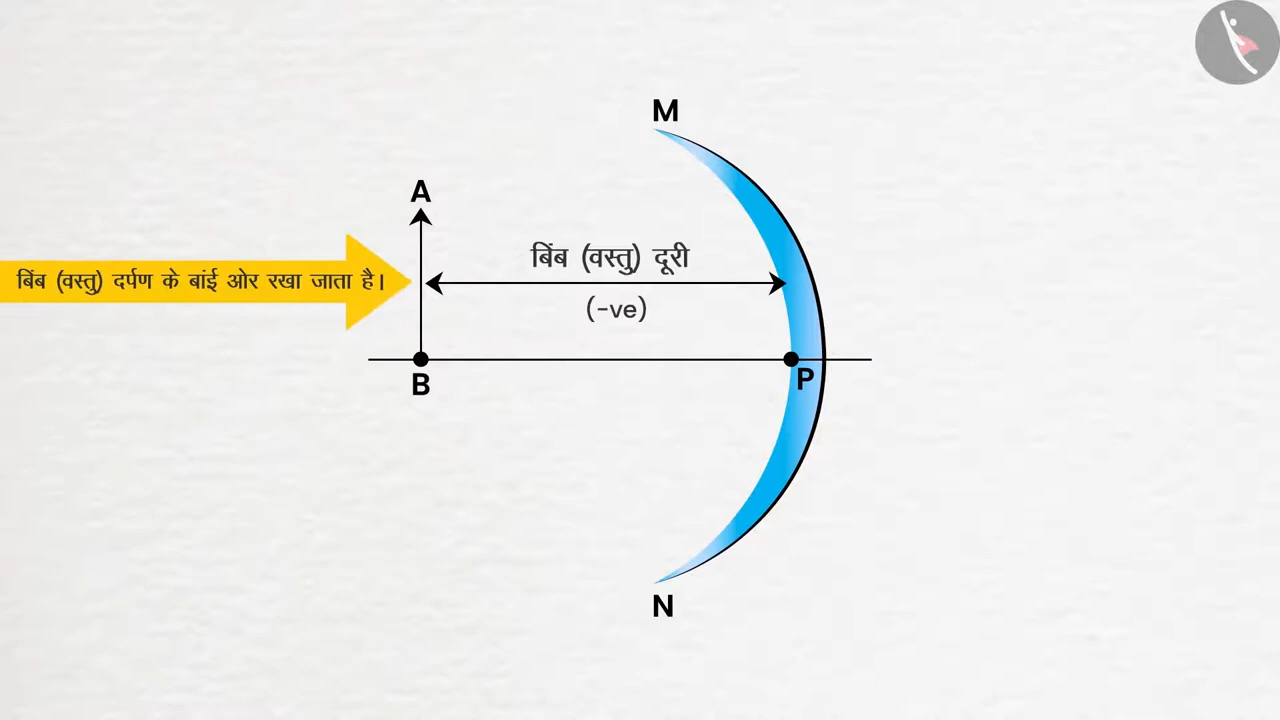 M
A
बिंब (वस्तु) दूरी
बिंब (वस्तु) दर्पण के बांई ओर रखा जाता है।
(-ve)
B
P
N